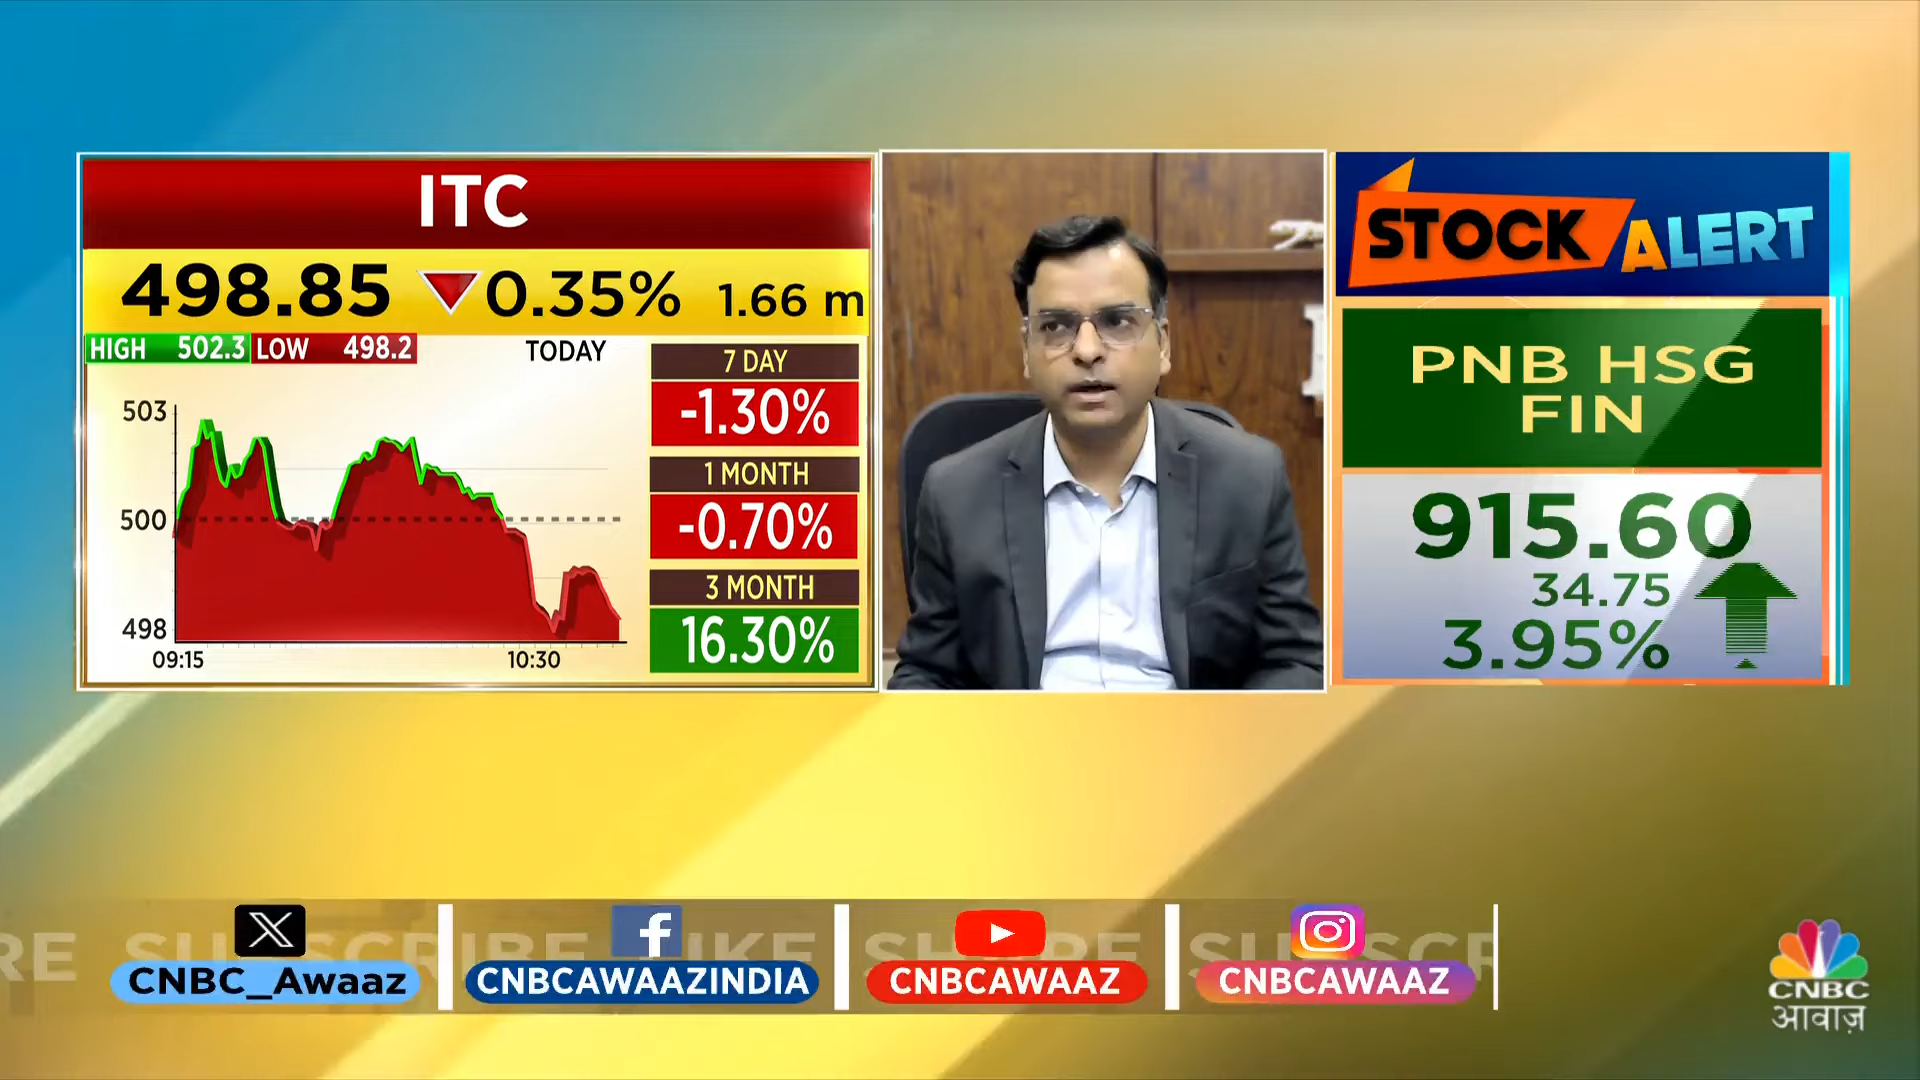 ITC
498.85 0.35% 1.66 m
HIGH 502.3 LOW 498.2 TODAY
503
500
498
09:15 10:30
7 DAY
-1.30%
1 MONTH
-0.70%
3 MONTH
16.30%
STOCK ALERT
PNB HSG
FIN
915.60
34.75
3.95%
CNBC_Awaaz
CNBCAWAAZINDIA
CNBCAWAAZ
CNBCAWAAZ
CNBC
आवाज़